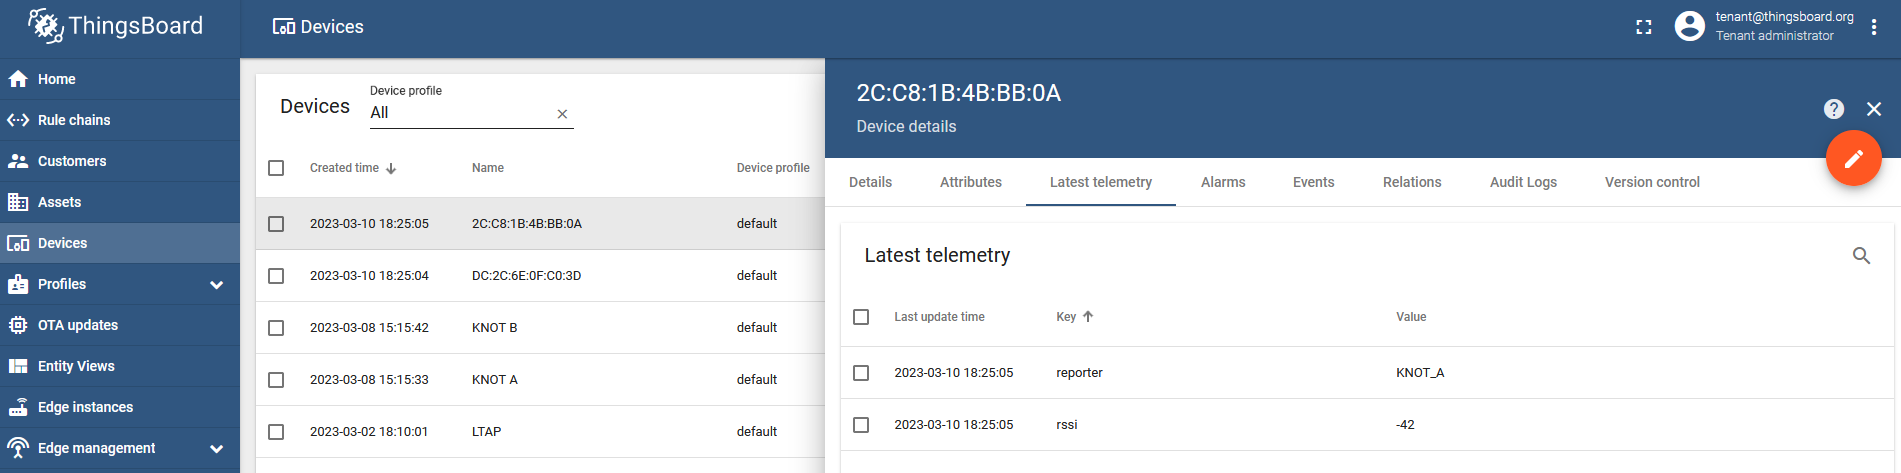 ThingsBoard
Devices
tenant@thingsboard.org
Tenant administrator
Home
Rule chains
Customers
Assets
Devices
Profiles
OTA updates
Entity Views
Edge instances
Edge management
Devices
Device profile
All
Created time Name Device profile
2023-03-10 18:25:05 2C:C8:1B:4B:BB:0A default
2023-03-10 18:25:04 DC:2C:6E:0F:C0:3D default
2023-03-08 15:15:42 KNOT B default
2023-03-08 15:15:33 KNOT A default
2023-03-02 18:10:01 LTAP default
2C:C8:1B:4B:BB:0A
Device details
Details Attributes Latest telemetry Alarms Events Relations Audit Logs Version control
Latest telemetry
Last update time Key Value
2023-03-10 18:25:05 reporter KNOT_A
2023-03-10 18:25:05 rssi -42